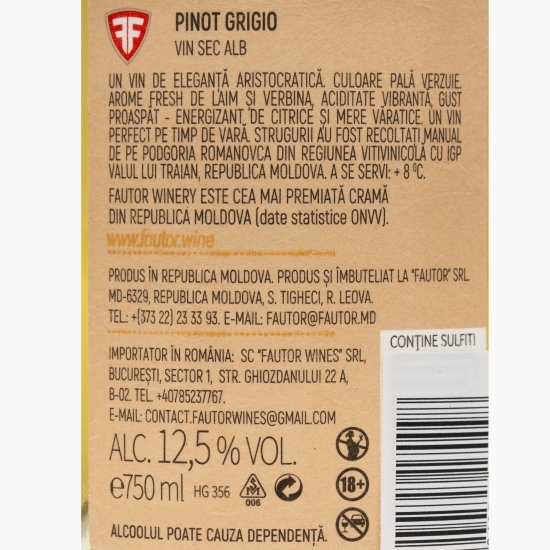 PINOT GRIGIO
VIN SEC ALB
UN VIN DE ELEGANȚĂ ARISTOCRATICĂ. CULOARE PALĂ VERZUIE.
AROME FRESH DE LAIM ȘI VERBINA, ACIDITATE VIBRANTĂ, GUST
PROASPĂT - ENERGIZANT, DE CITRICE ȘI MERE VĂRATICE. UN VIN
PERFECT PE TIMP DE VARĂ. STRUGURII AU FOST RECOLTAȚI MANUAL
DE PE PODGORIA ROMANOVCA DIN REGIUNEA VITIVINICOLĂ CU IGP
VALUL LUI TRAIAN, REPUBLICA MOLDOVA. A SE SERVI: + 8 °C.
FAUTOR WINERY ESTE CEA MAI PREMIATĂ CRAMĂ
DIN REPUBLICA MOLDOVA (date statistice ONVV).
www.fautor.wine
PRODUS ÎN REPUBLICA MOLDOVA. PRODUS ȘI ÎMBUTELIAT LA "FAUTOR" SRL
MD-6329, REPUBLICA MOLDOVA, S. TIGHECI, R. LEOVA.
TEL.: +(373 22) 23 33 93. E-MAIL: FAUTOR@FAUTOR.MD
CONȚINE SULFITI
IMPORTATOR ÎN ROMÂNIA: SC "FAUTOR WINES" SRL,
BUCUREȘTI, SECTOR 1, STR. GHIOZDANULUI 22 A,
B-02. TEL. +40785237767.
E-MAIL: CONTACT.FAUTORWINES@GMAIL.COM
ALC. 12,5 % VOL.
e750 ml HG 356
SM
006
18+
ALCOOLUL POATE CAUZA DEPENDENȚĂ.